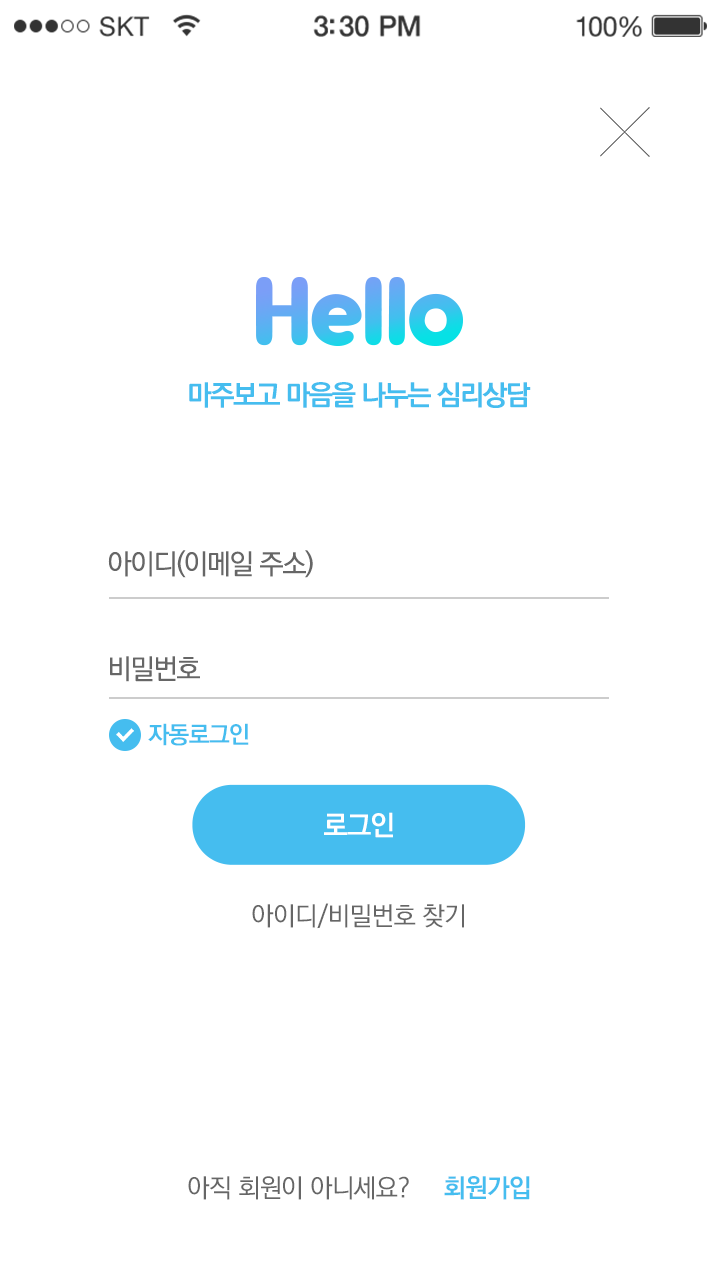 SKT 3:30 PM 100%
Hello
마주보고 마음을 나누는 심리상담
아이디(이메일 주소)
비밀번호
자동로그인
로그인
아이디/비밀번호 찾기
아직 회원이 아니세요? 회원가입